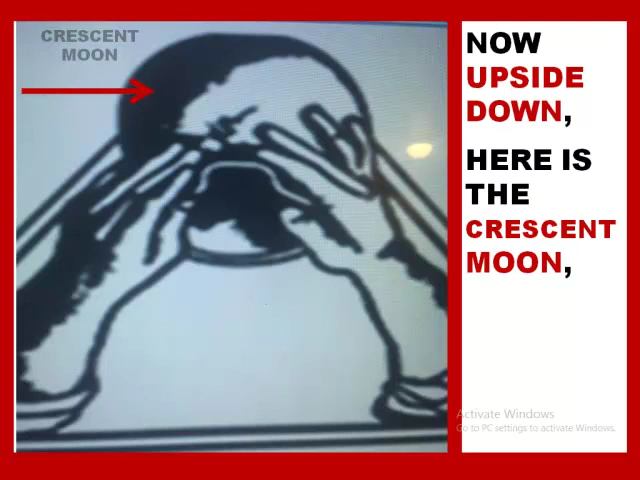 CRESCENT
MOON
NOW
UPSIDE
DOWN,
HERE IS
THE
CRESCENT
MOON,
Activate Windows
Go to PC settings to activate Windows.